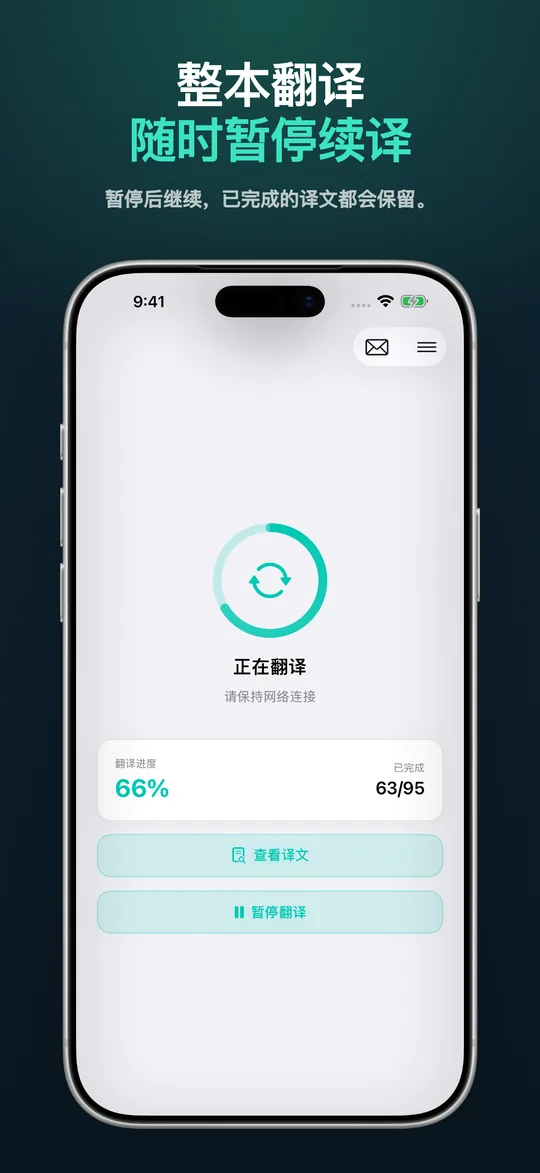 整本翻译
随时暂停续译
暂停后继续，已完成的译文都会保留。
9:41
正在翻译
请保持网络连接
翻译进度
已完成
66%
63/95
查看译文
暂停翻译